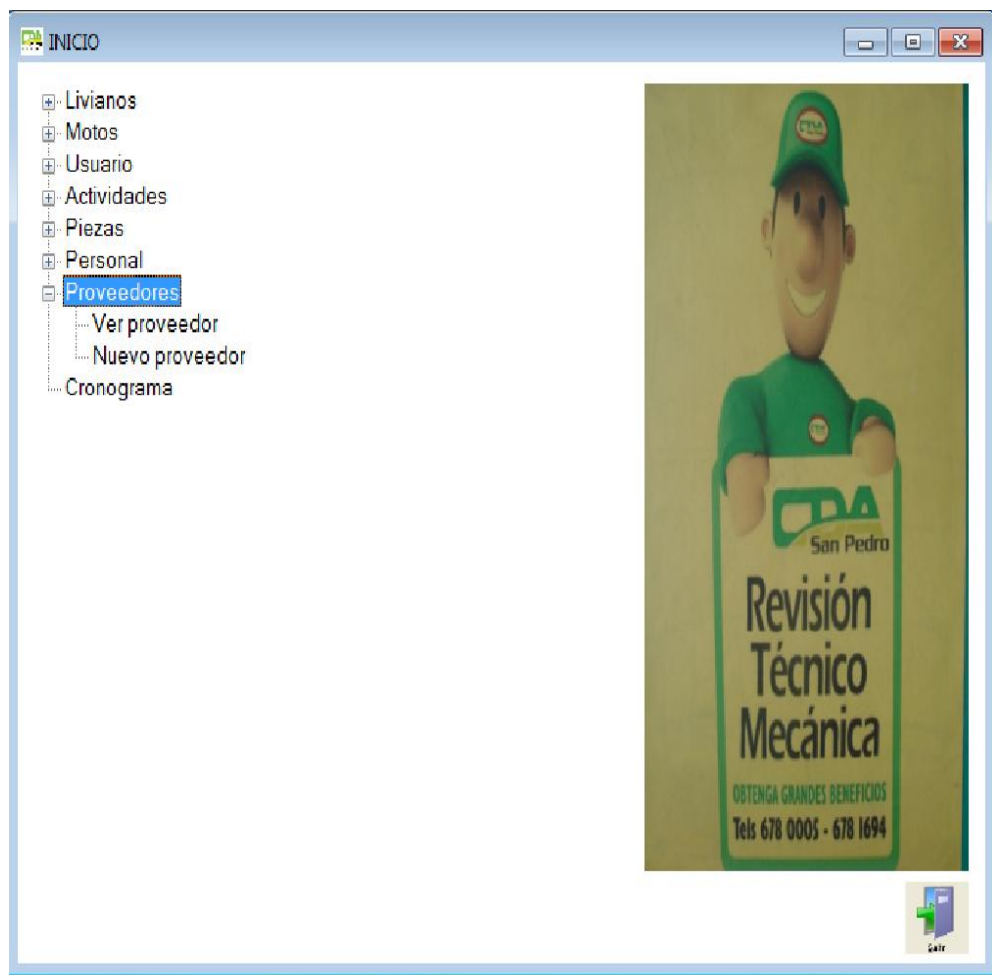 INICIO
Livianos
Motos
Usuario
Actividades
Piezas
Personal
Proveedores
Ver proveedor
Nuevo proveedor
Cronograma
CDA
San Pedro
Revisión
Técnico
Mecánica
OBTENGA GRANDES BENEFICIOS
Tels 678 0005 - 678 1694
Salir